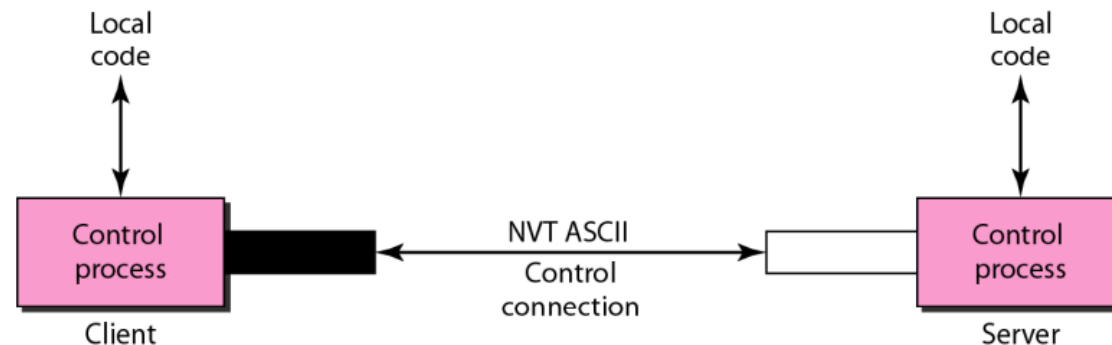 Local
code
Local
code
Control
process
NVT ASCII
Control
connection
Control
process
Client
Server